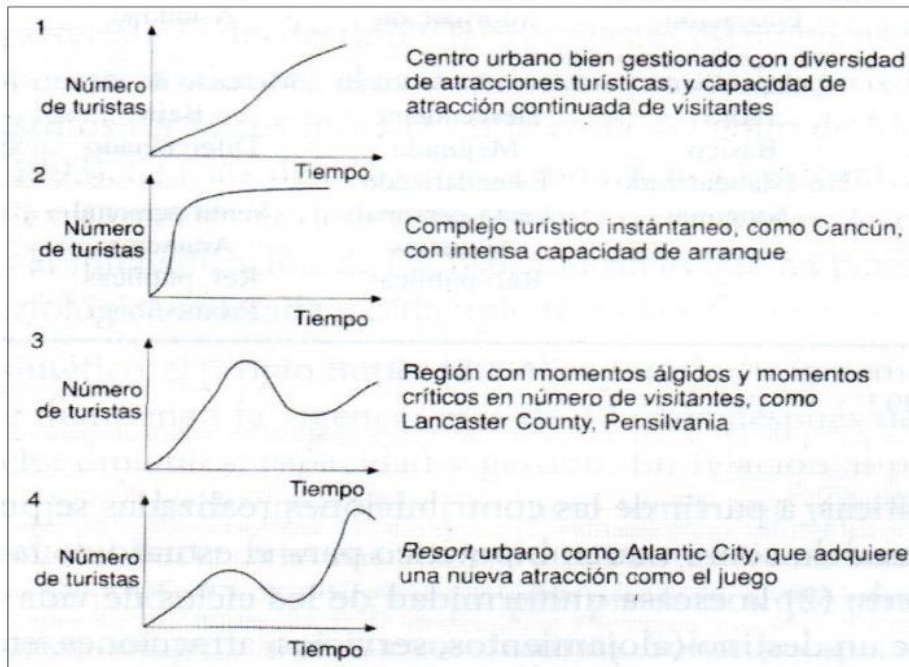 1
Número
de turistas
Centro urbano bien gestionado con diversidad
de atracciones turísticas, y capacidad de
atracción continuada de visitantes
Tiempo
2
Número
de turistas
Complejo turístico instantaneo, como Cancún,
con intensa capacidad de arranque
Tiempo
3
Número
de turistas
Región con momentos álgidos y momentos
críticos en número de visitantes, como
Lancaster County, Pensilvania
Tiempo
4
Número
de turistas
Resort urbano como Atlantic City, que adquiere
una nueva atracción como el juego
Tiempo